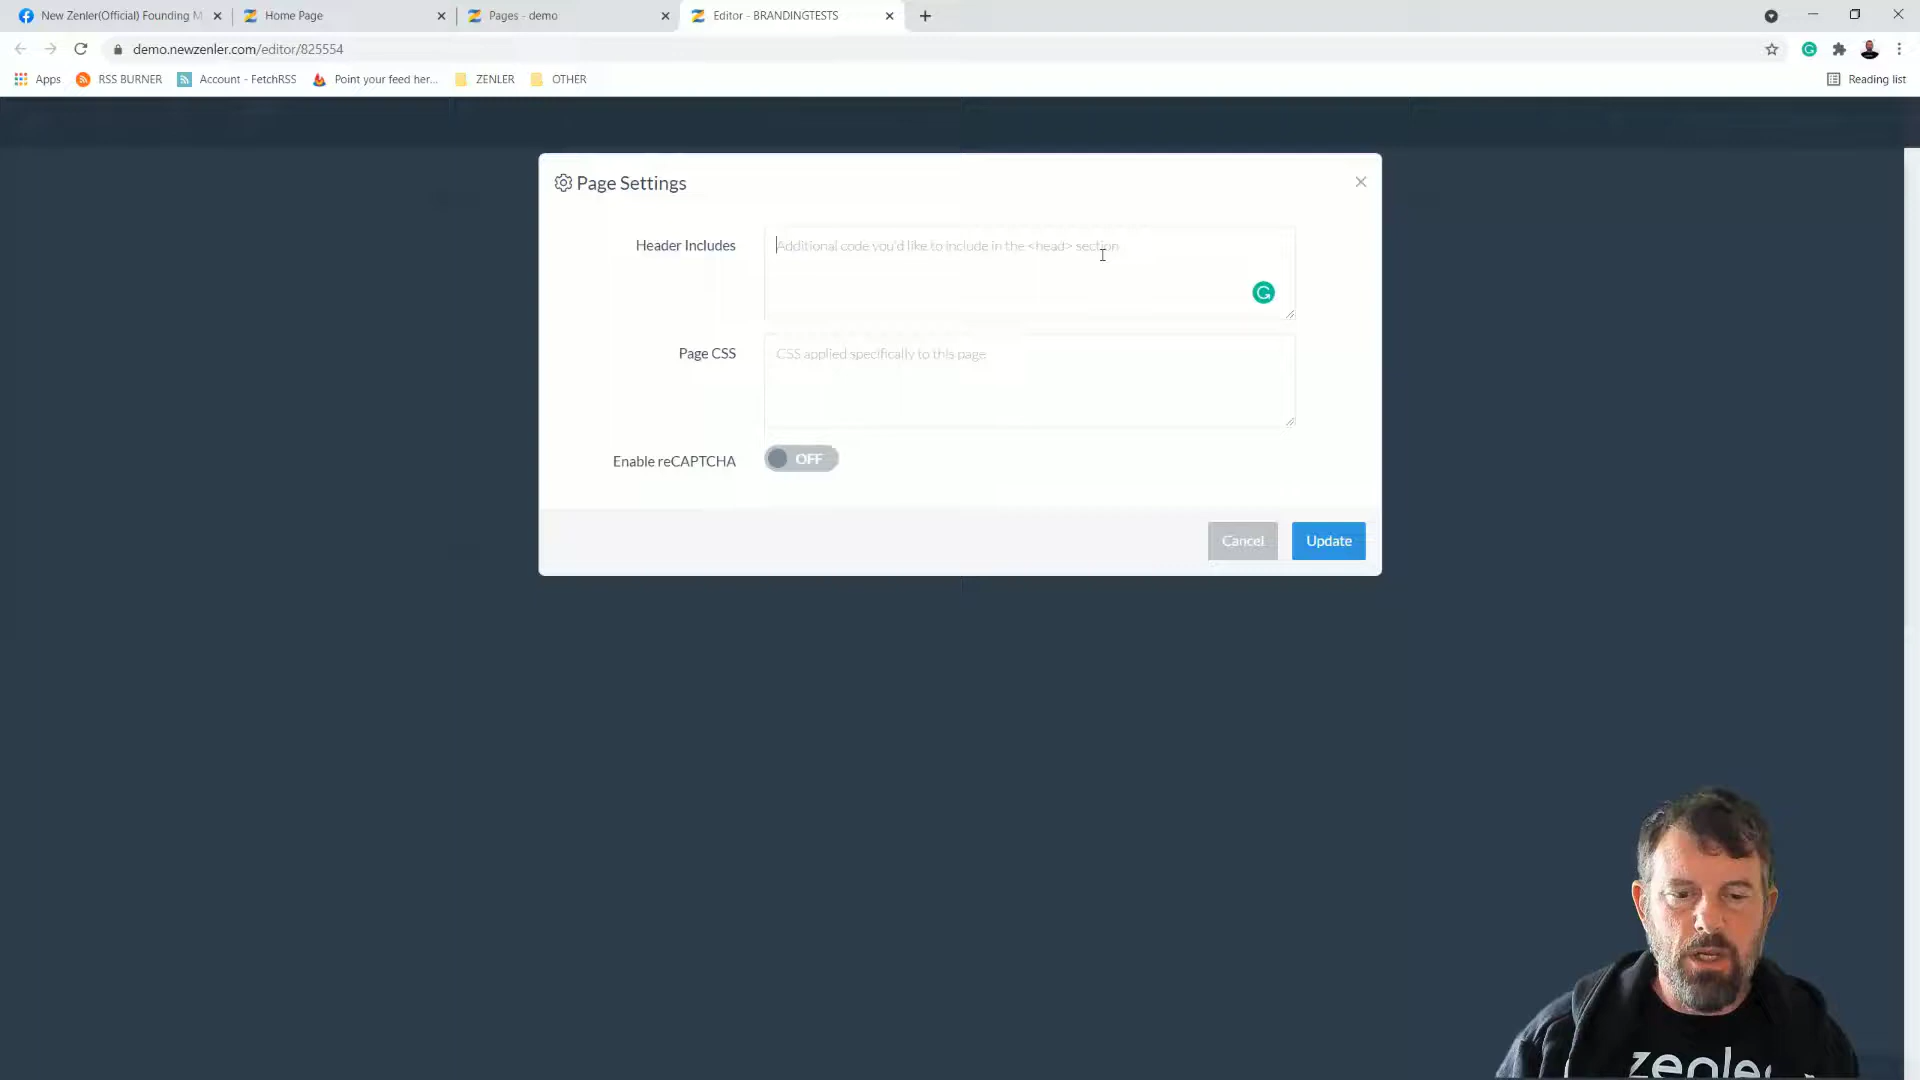 New Zenler(Official) Founding M
Home Page
Pages - demo
Editor - BRANDINGTESTS
demo.newzenler.com/editor/825554
Apps
RSS BURNER
Account - FetchRSS
Point your feed her...
ZENLER
OTHER
Reading list
Page Settings
Header Includes
Additional code you'd like to include in the <head> section
Page CSS
CSS applied specifically to this page
Enable reCAPTCHA
OFF
Cancel
Update
zenler